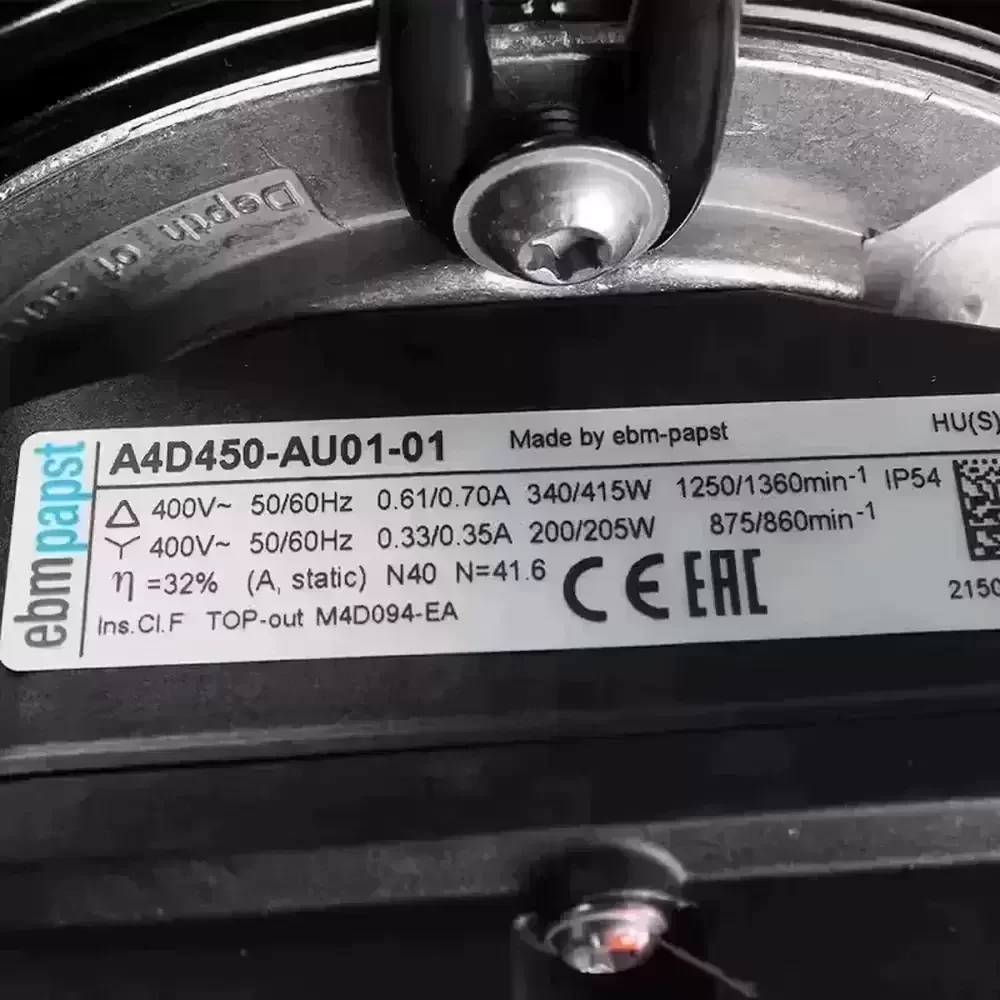 Depth of
ebmpapst
A4D450-AU01-01 Made by ebm-papst HU(S)
△ 400V~ 50/60Hz 0.61/0.70A 340/415W 1250/1360min-1 IP54
Y 400V~ 50/60Hz 0.33/0.35A 200/205W 875/860min-1
η =32% (A, static) N40 N=41.6 CE EAC
Ins.Cl.F TOP-out M4D094-EA
2150